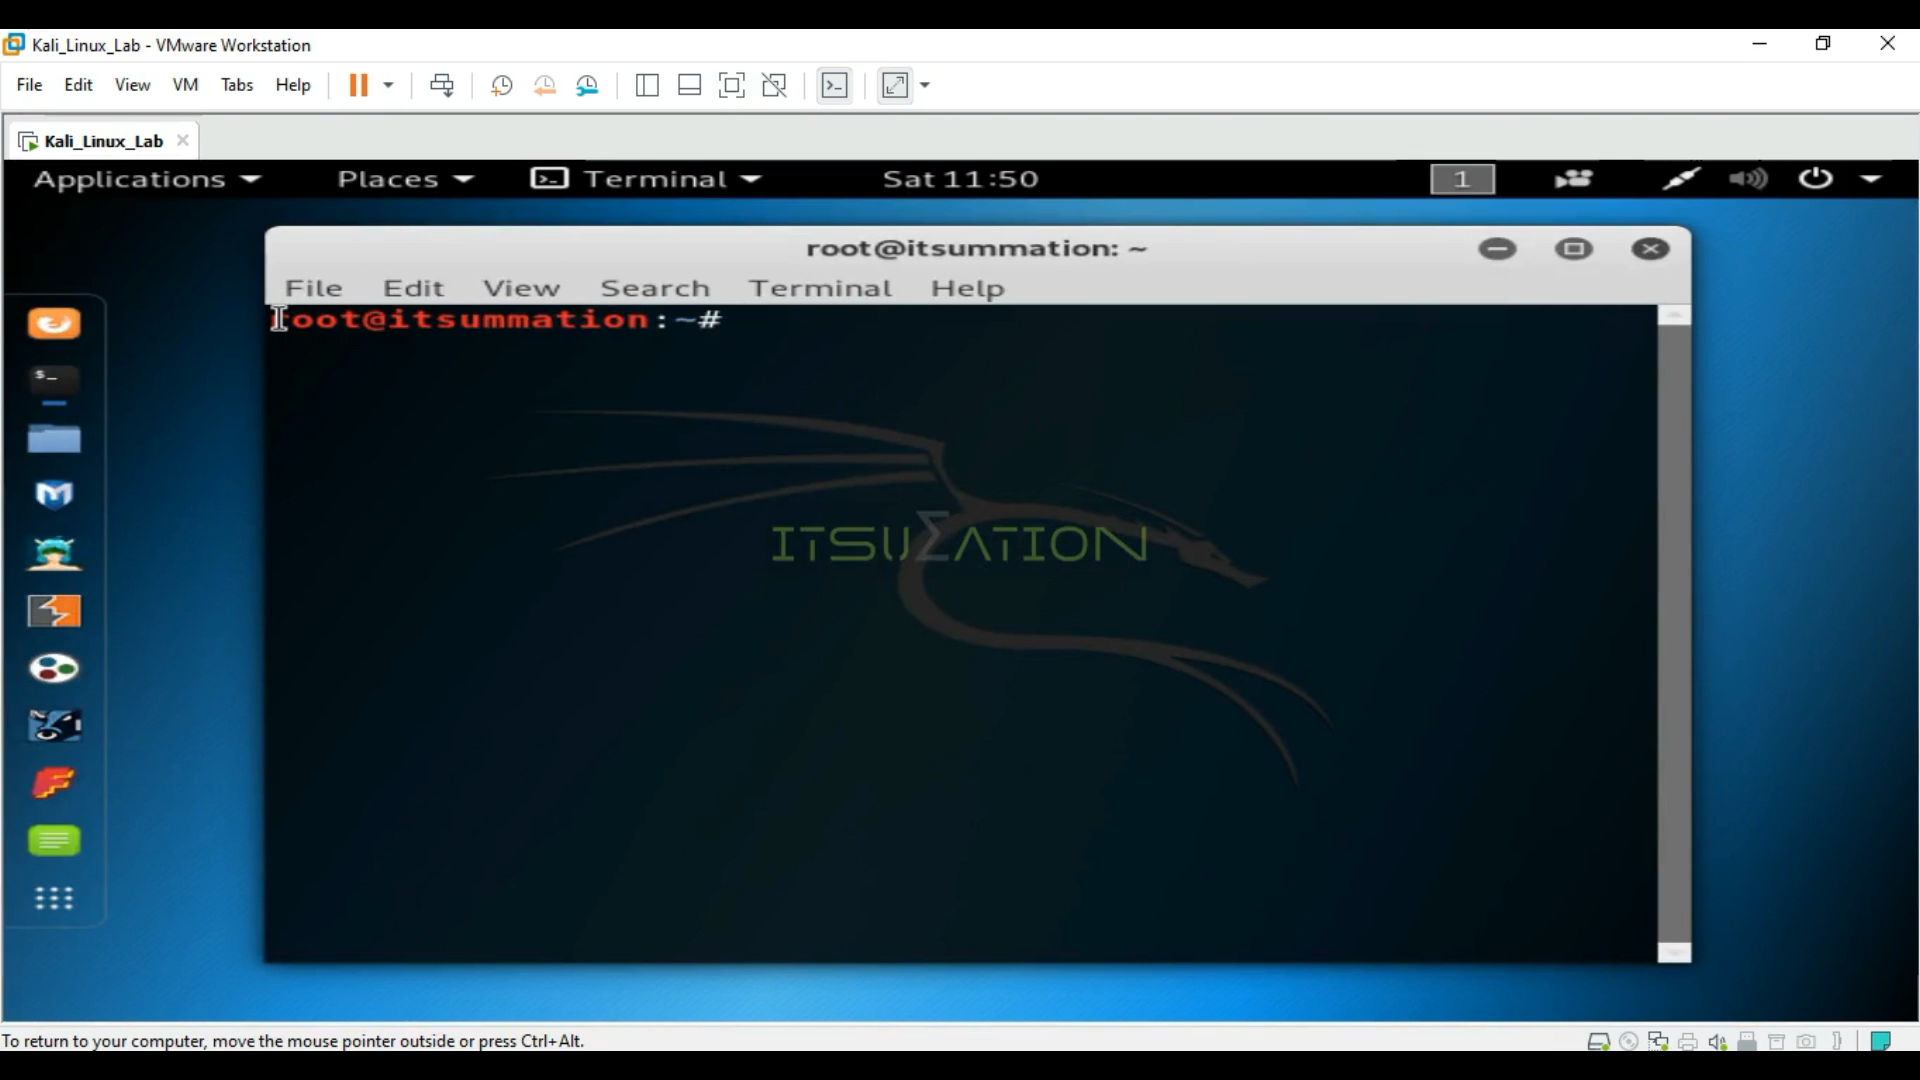 Kali_Linux_Lab - VMware Workstation
File Edit View VM Tabs Help
Kali_Linux_Lab
Applications Places Terminal Sat 11:50 1
root@itsummation: ~
File Edit View Search Terminal Help
root@itsummation:~#
$_
ITSUΣATION
To return to your computer, move the mouse pointer outside or press Ctrl+Alt.